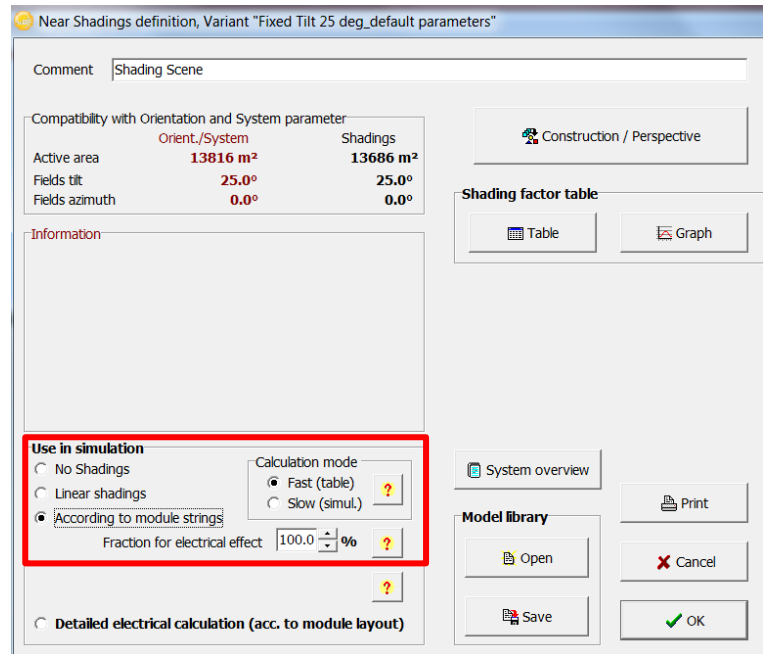 Near Shadings definition, Variant "Fixed Tilt 25 deg_default parameters"
Comment Shading Scene
Compatibility with Orientation and System parameter
Orient./System Shadings
Active area 13816 m² 13686 m²
Fields tilt 25.0° 25.0°
Fields azimuth 0.0° 0.0°
Information
Construction / Perspective
Shading factor table
Table Graph
Use in simulation
No Shadings
Linear shadings
According to module strings
Calculation mode
Fast (table)
Slow (simul.)
?
Fraction for electrical effect 100.0 % ?
?
Detailed electrical calculation (acc. to module layout)
System overview
Model library
Open
Save
Print
Cancel
OK